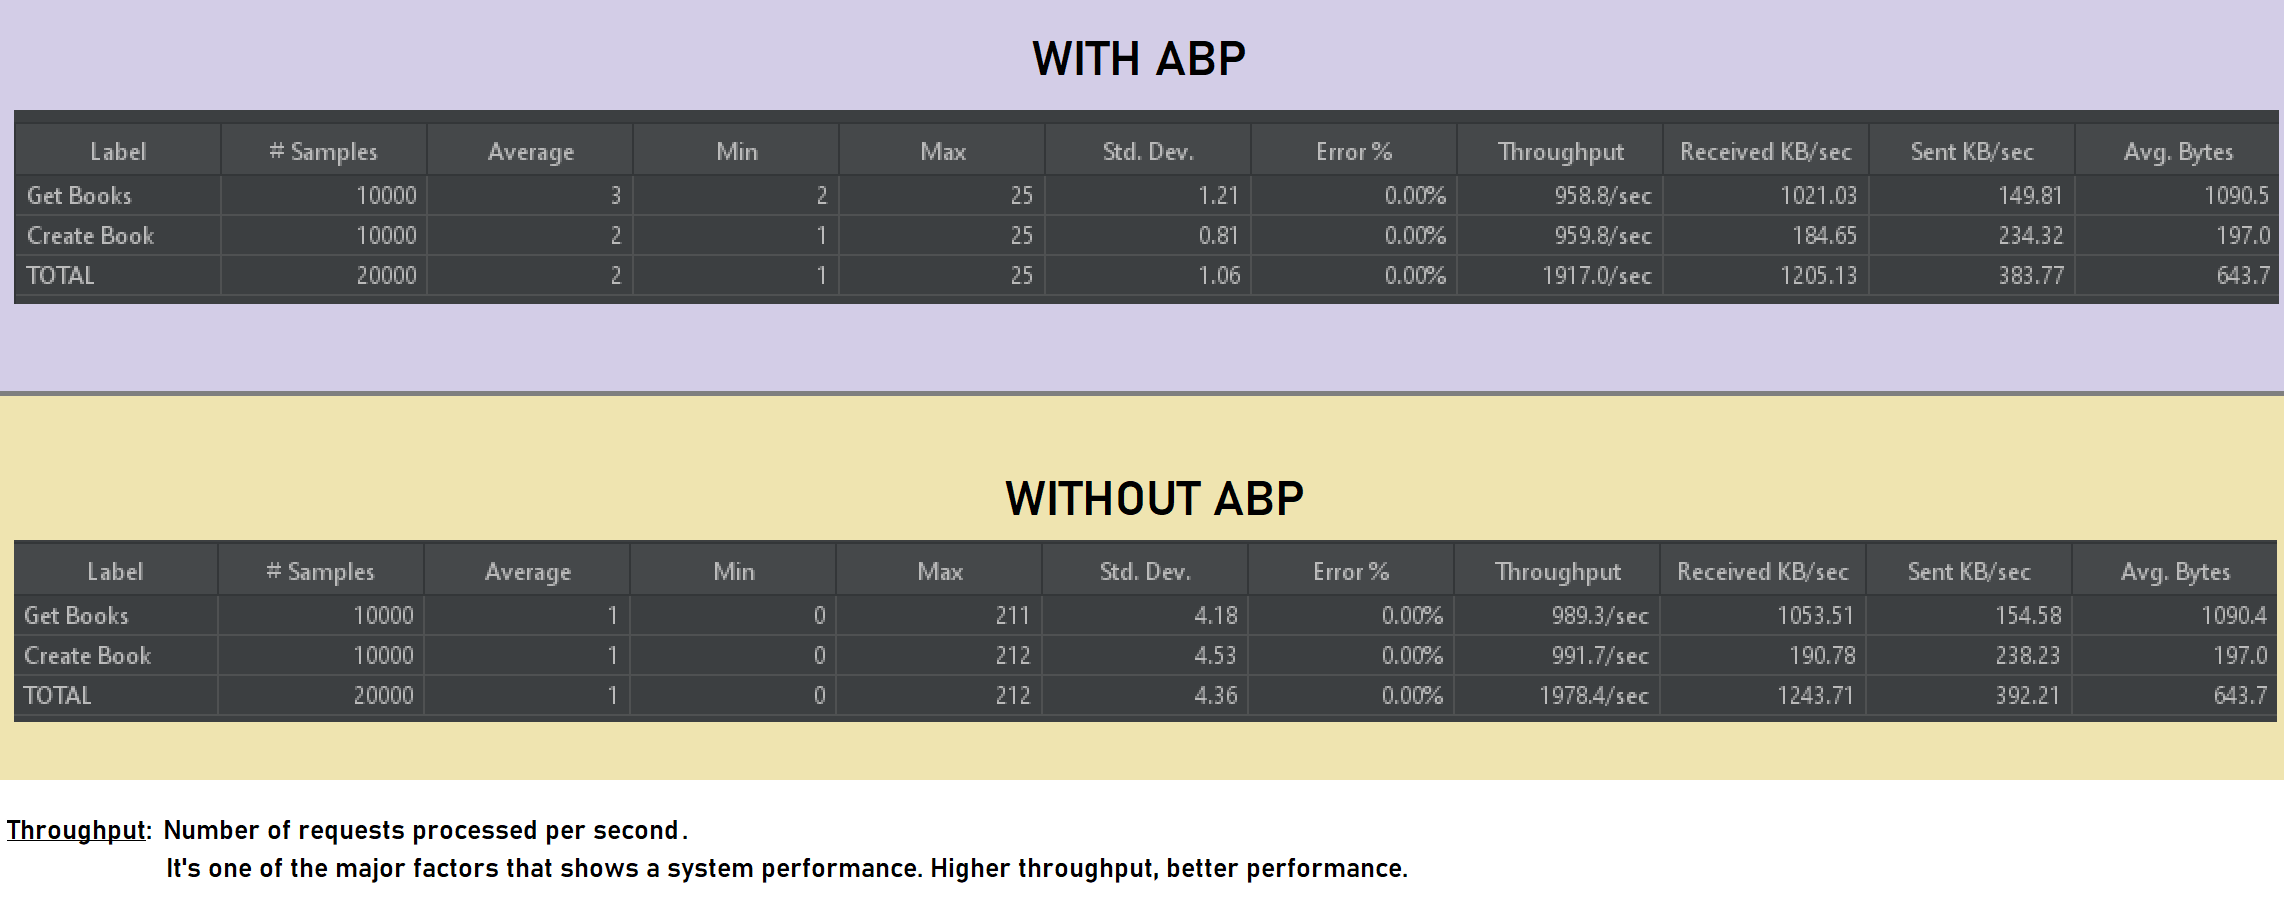 WITH ABP
Label # Samples Average Min Max Std. Dev. Error % Throughput Received KB/sec Sent KB/sec Avg. Bytes
Get Books 10000 3 2 25 1.21 0.00% 958.8/sec 1021.03 149.81 1090.5
Create Book 10000 2 1 25 0.81 0.00% 959.8/sec 184.65 234.32 197.0
TOTAL 20000 2 1 25 1.06 0.00% 1917.0/sec 1205.13 383.77 643.7
WITHOUT ABP
Label # Samples Average Min Max Std. Dev. Error % Throughput Received KB/sec Sent KB/sec Avg. Bytes
Get Books 10000 1 0 211 4.18 0.00% 989.3/sec 1053.51 154.58 1090.4
Create Book 10000 1 0 212 4.53 0.00% 991.7/sec 190.78 238.23 197.0
TOTAL 20000 1 0 212 4.36 0.00% 1978.4/sec 1243.71 392.21 643.7
Throughput: Number of requests processed per second.
It's one of the major factors that shows a system performance. Higher throughput, better performance.